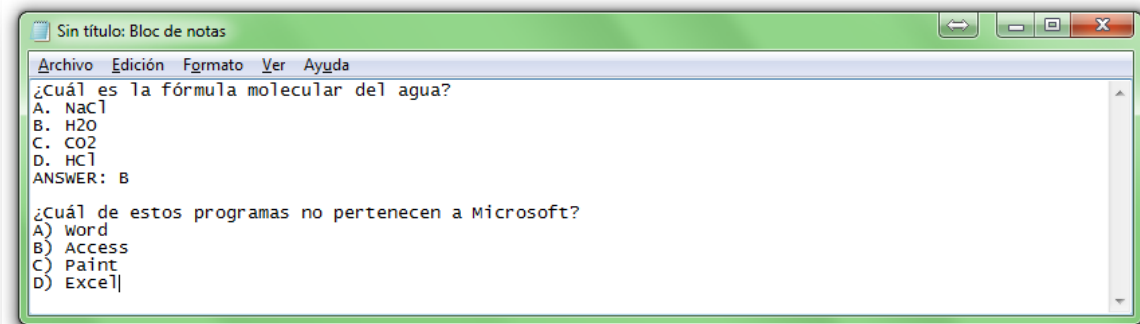 Sin título: Bloc de notas
Archivo Edición Formato Ver Ayuda
¿Cuál es la fórmula molecular del agua?
A. NaCl
B. H2O
C. CO2
D. HCl
ANSWER: B
¿Cuál de estos programas no pertenecen a Microsoft?
A) Word
B) Access
C) Paint
D) Excel